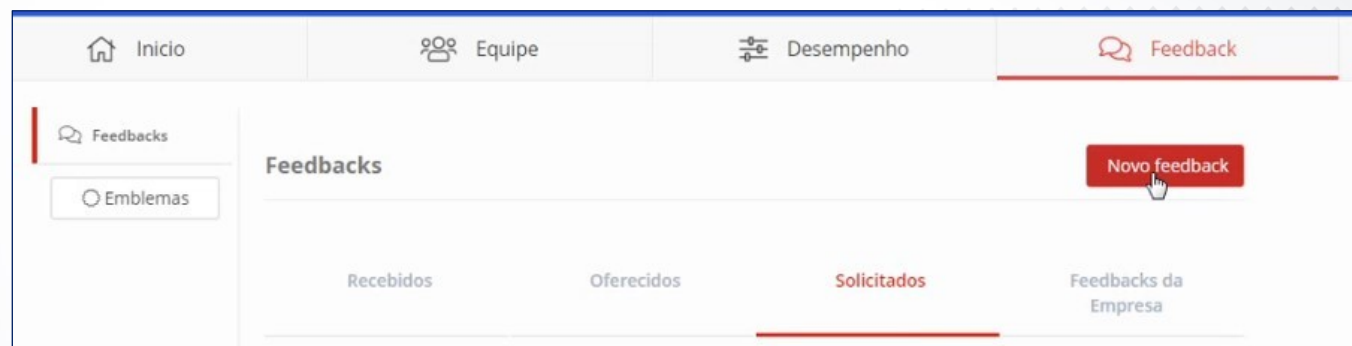 Inicio
Equipe
Desempenho
Feedback
Feedbacks
Emblemas
Feedbacks
Novo feedback
Recebidos
Oferecidos
Solicitados
Feedbacks da
Empresa